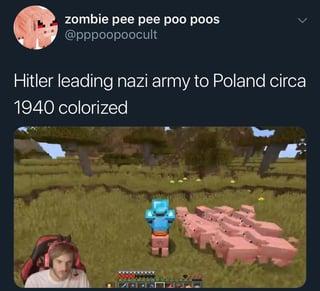 zombie pee pee poo poos
@pppoopoocult
Hitler leading nazi army to Poland circa
1940 colorized